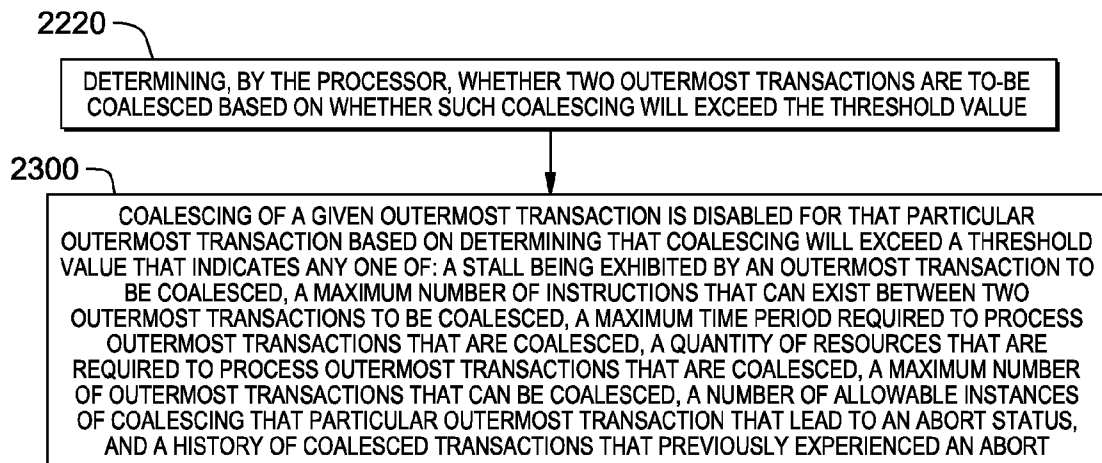 2220
DETERMINING, BY THE PROCESSOR, WHETHER TWO OUTERMOST TRANSACTIONS ARE TO-BE
COALESCED BASED ON WHETHER SUCH COALESCING WILL EXCEED THE THRESHOLD VALUE
2300
COALESCING OF A GIVEN OUTERMOST TRANSACTION IS DISABLED FOR THAT PARTICULAR
OUTERMOST TRANSACTION BASED ON DETERMINING THAT COALESCING WILL EXCEED A THRESHOLD
VALUE THAT INDICATES ANY ONE OF: A STALL BEING EXHIBITED BY AN OUTERMOST TRANSACTION TO
BE COALESCED, A MAXIMUM NUMBER OF INSTRUCTIONS THAT CAN EXIST BETWEEN TWO
OUTERMOST TRANSACTIONS TO BE COALESCED, A MAXIMUM TIME PERIOD REQUIRED TO PROCESS
OUTERMOST TRANSACTIONS THAT ARE COALESCED, A QUANTITY OF RESOURCES THAT ARE
REQUIRED TO PROCESS OUTERMOST TRANSACTIONS THAT ARE COALESCED, A MAXIMUM NUMBER
OF OUTERMOST TRANSACTIONS THAT CAN BE COALESCED, A NUMBER OF ALLOWABLE INSTANCES
OF COALESCING THAT PARTICULAR OUTERMOST TRANSACTION THAT LEAD TO AN ABORT STATUS,
AND A HISTORY OF COALESCED TRANSACTIONS THAT PREVIOUSLY EXPERIENCED AN ABORT